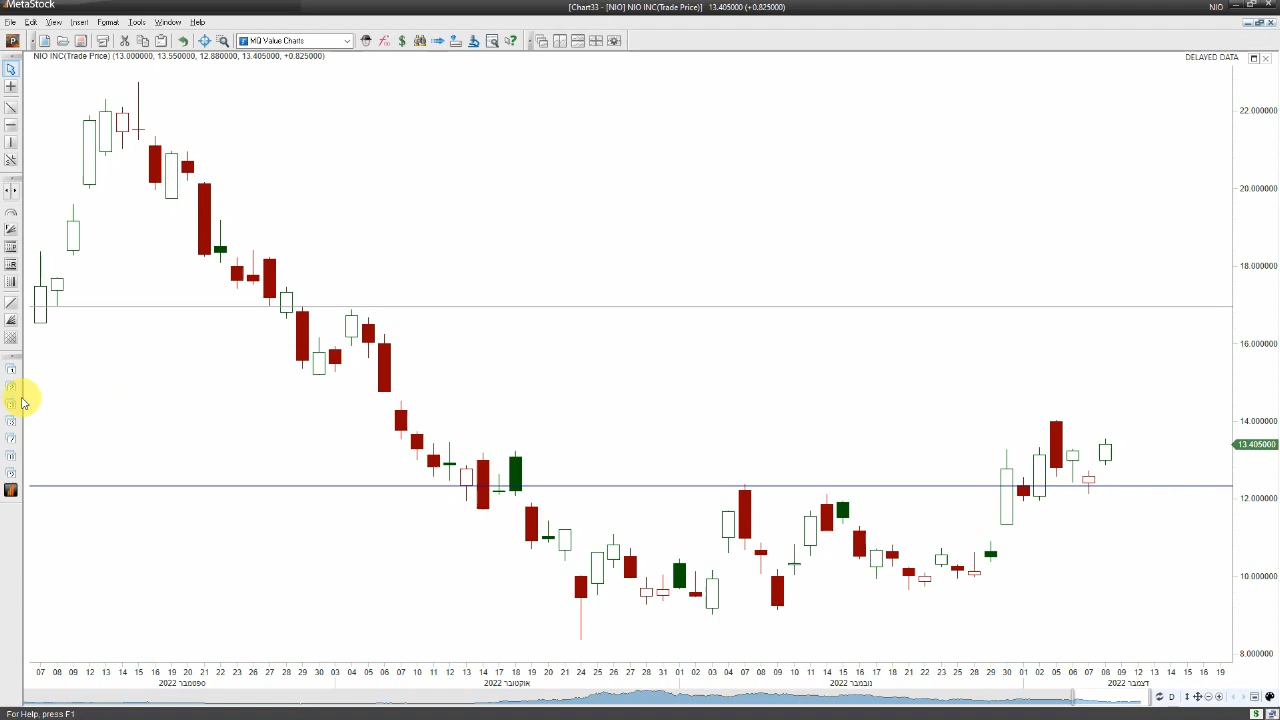 MetaStock
[Chart33 - [NIO] NIO INC(Trade Price)]   13.405000 (+0.825000)
NIO
File Edit View Insert Format Tools Window Help
MQ Value Charts
NIO INC(Trade Price) (13.000000, 13.550000, 12.880000, 13.405000, +0.825000)
DELAYED DATA
22.000000
20.000000
18.000000
16.000000
14.000000
13.405000
12.000000
10.000000
8.000000
07 08 09 12 13 14 15 16 19 20 21 22 23 26 27 28 29 30 03 04 05 06 07 10 11 12 13 14 17 18 19 20 21 24 25 26 27 28 31 01 02 03 04 07 08 09 10 11 14 15 16 17 18 21 22 23 25 28 29 30 01 02 05 06 07 08 09 12 13 14 15 16 19
ספטמבר 2022 אוקטובר 2022 נובמבר 2022 דצמבר 2022
D
For Help, press F1